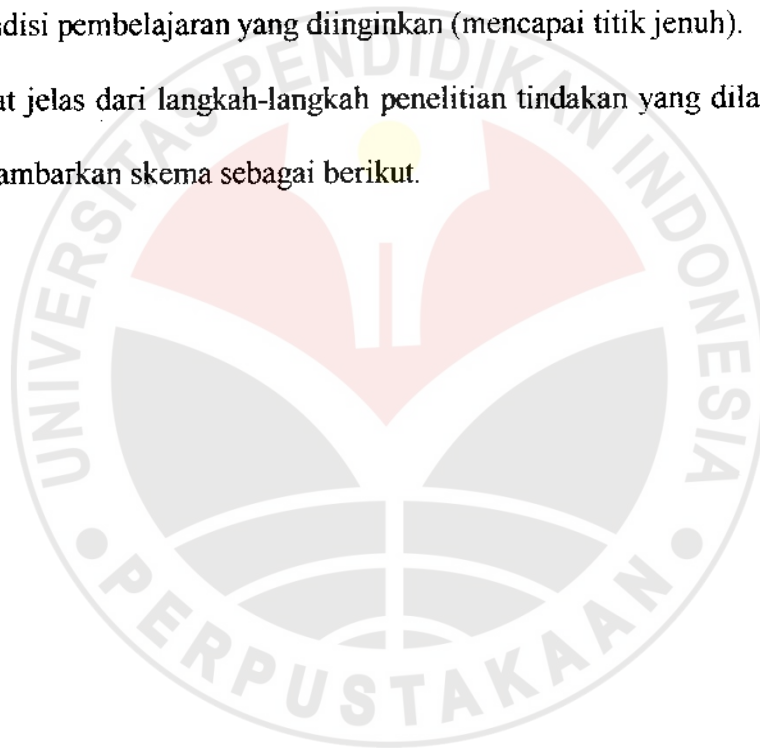 disi pembelajaran yang diinginkan (mencapai titik jenuh).
at jelas dari langkah-langkah penelitian tindakan yang dila
ambarkan skema sebagai berikut.
UNIVERSITAS PENDIDIKAN INDONESIA
PERPUSTAKAAN